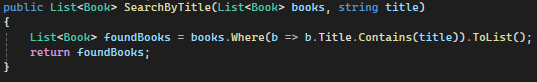 public List<Book> SearchByTitle(List<Book> books, string title)
{
    List<Book> foundBooks = books.Where(b => b.Title.Contains(title)).ToList();
    return foundBooks;
}